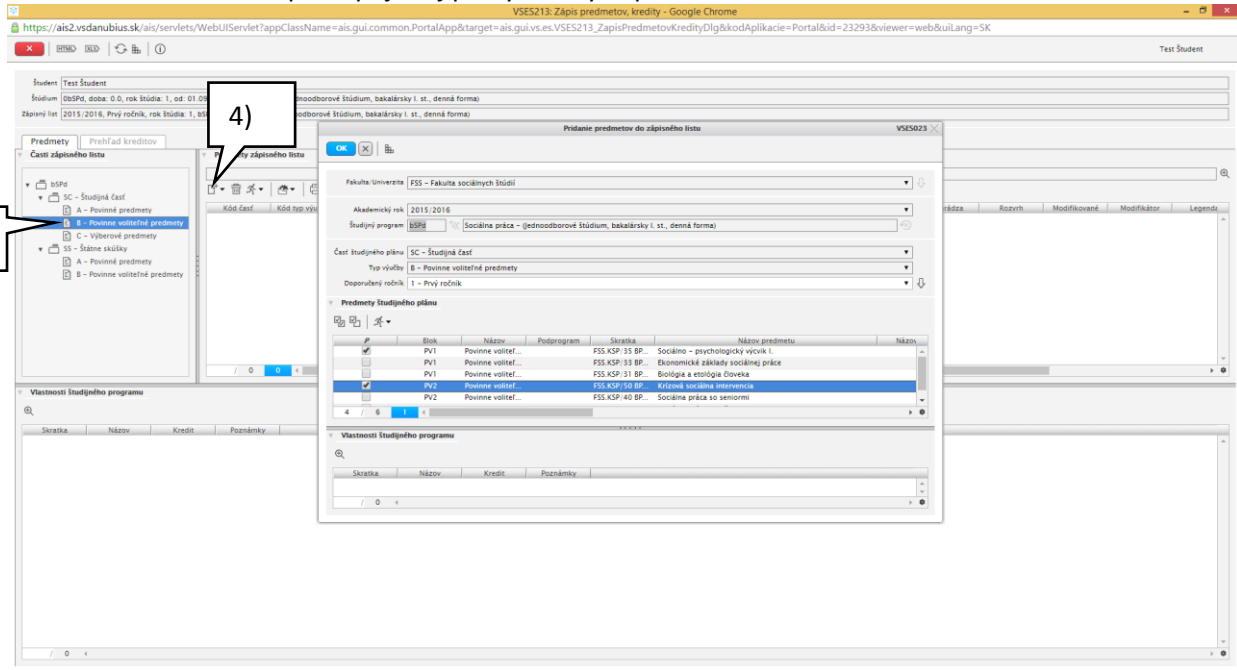 VSES213: Zápis predmetov, kredity - Google Chrome
https://ais2.vsdanubius.sk/ais/servlets/WebUIServlet?appClassName=ais.gui.common.PortalApp&target=ais.gui.vs.es.VSES213_ZapisPredmetovKredityDlg&kodAplikacie=Portal&id=23293&viewer=web&uiLang=SK
HTML XLS
Test Študent
Študent Test Študent
Štúdium 0bSPd, doba: 0.0, rok štúdia: 1, od: 01.09
dnoodborové štúdium, bakalársky I. st., denná forma)
Zápisný list 2015/2016, Prvý ročník, rok štúdia: 1, bS
odborové štúdium, bakalársky I. st., denná forma)
4)
Predmety Prehľad kreditov
Časti zápisného listu
ty zápisného listu
bSPd
SC - Študijná časť
A - Povinné predmety
B - Povinne voliteľné predmety
C - Výberové predmety
SS - Štátne skúšky
A - Povinné predmety
B - Povinne voliteľné predmety
Kód časť Kód typ výu
rádza Rozvrh Modifikované Modifikátor Legenda
/ 0 0
Pridanie predmetov do zápisného listu VSES023
OK
Fakulta/Univerzita FSS - Fakulta sociálnych štúdií
Akademický rok 2015/2016
Študijný program bSPd Sociálna práca - (jednoodborové štúdium, bakalársky I. st., denná forma)
Časť študijného plánu SC - Študijná časť
Typ výučby B - Povinne voliteľné predmety
Doporučený ročník 1 - Prvý ročník
Predmety študijného plánu
P Blok Názov Podprogram Skratka Názov predmetu Názov
PV1 Povinne voliteľ... FSS.KSP/35 BP... Sociálno - psychologický výcvik I.
PV1 Povinne voliteľ... FSS.KSP/33 BP... Ekonomické základy sociálnej práce
PV1 Povinne voliteľ... FSS.KSP/31 BP... Biológia a etológia človeka
PV2 Povinne voliteľ... FSS.KSP/50 BP... Krízová sociálna intervencia
PV2 Povinne voliteľ... FSS.KSP/40 BP... Sociálna práca so seniormi
4 / 6 1
Vlastnosti študijného programu
Skratka Názov Kredit Poznámky
/ 0
Vlastnosti študijného programu
Skratka Názov Kredit Poznámky
/ 0